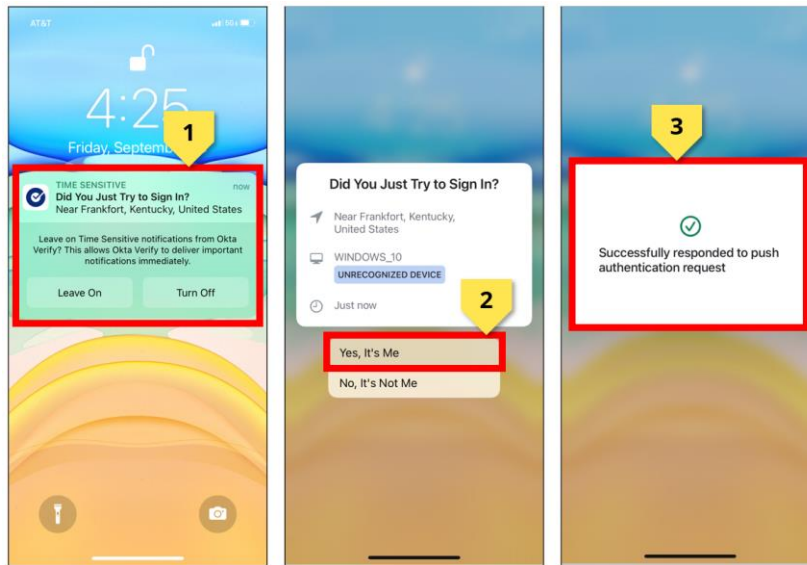 AT&T
50%
4:25
1
Friday, Septem
TIME SENSITIVE
now
Did You Just Try to Sign In?
Near Frankfort, Kentucky, United States
Leave on Time Sensitive notifications from Okta
Verify? This allows Okta Verify to deliver important
notifications immediately.
Leave On
Turn Off
Did You Just Try to Sign In?
Near Frankfort, Kentucky,
United States
WINDOWS_10
UNRECOGNIZED DEVICE
Just now
2
Yes, It's Me
No, It's Not Me
3
Successfully responded to push
authentication request